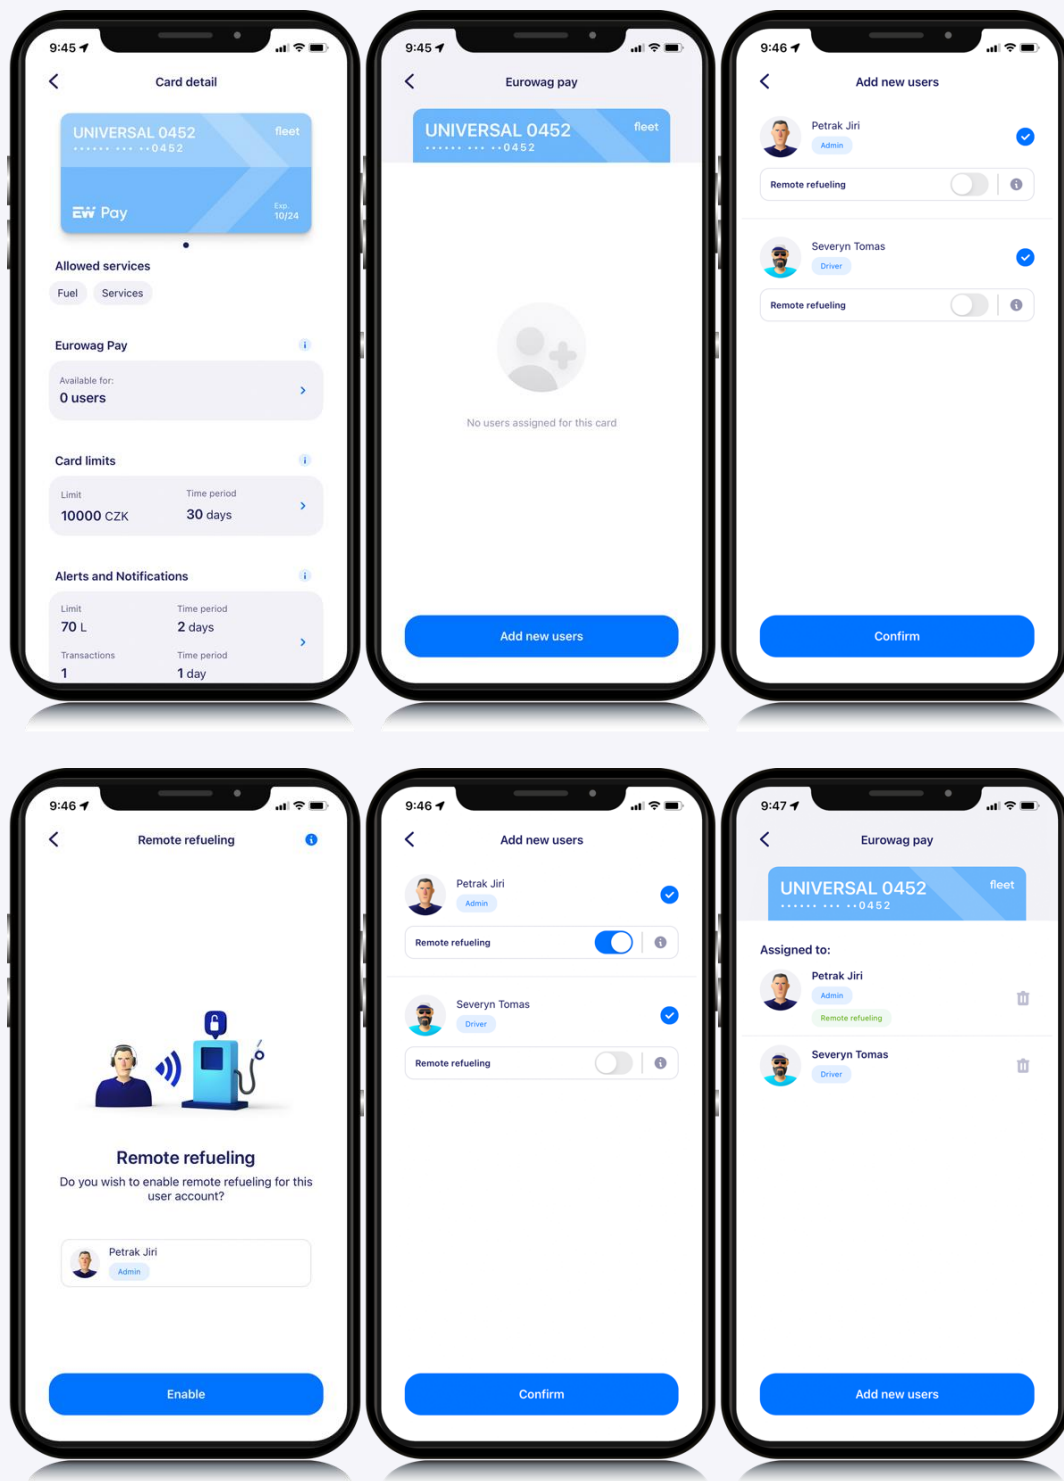 9:45
Card detail
UNIVERSAL 0452
fleet
······ ··· ··0452
EW Pay
Exp.
10/24
Allowed services
Fuel
Services
Eurowag Pay
Available for:
0 users
Card limits
Limit
Time period
10000 CZK
30 days
Alerts and Notifications
Limit
Time period
70 L
2 days
Transactions
Time period
1
1 day
9:45
Eurowag pay
UNIVERSAL 0452
fleet
······ ··· ··0452
No users assigned for this card
Add new users
9:46
Add new users
Petrak Jiri
Admin
Remote refueling
Severyn Tomas
Driver
Remote refueling
Confirm
9:46
Remote refueling
Remote refueling
Do you wish to enable remote refueling for this
user account?
Petrak Jiri
Admin
Enable
9:46
Add new users
Petrak Jiri
Admin
Remote refueling
Severyn Tomas
Driver
Remote refueling
Confirm
9:47
Eurowag pay
UNIVERSAL 0452
fleet
······ ··· ··0452
Assigned to:
Petrak Jiri
Admin
Remote refueling
Severyn Tomas
Driver
Add new users